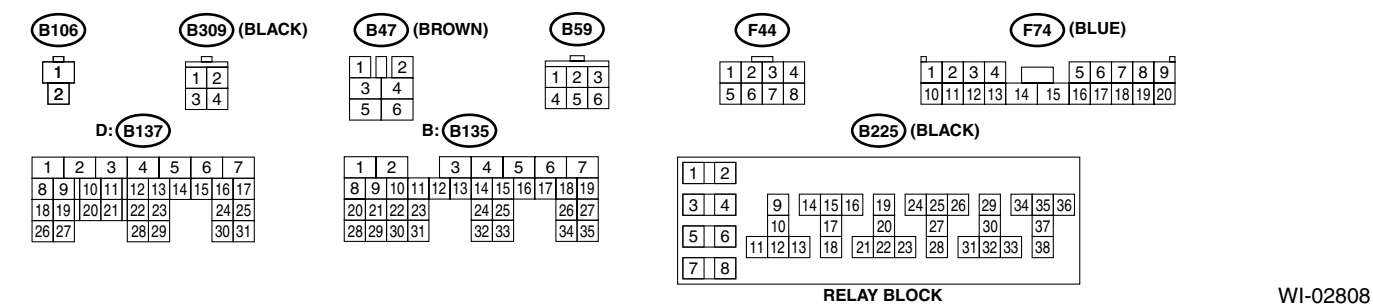 B106 B309 (BLACK) B47 (BROWN) B59 F44 F74 (BLUE)
1
2
1 2
3 4
1 2
3 4
5 6
1 2 3
4 5 6
1 2 3 4
5 6 7 8
1 2 3 4 5 6 7 8 9
10 11 12 13 14 15 16 17 18 19 20
D: B137
1 2 3 4 5 6 7
8 9 10 11 12 13 14 15 16 17
18 19 20 21 22 23 24 25
26 27 28 29 30 31
B: B135
1 2 3 4 5 6 7
8 9 10 11 12 13 14 15 16 17 18 19
20 21 22 23 24 25 26 27
28 29 30 31 32 33 34 35
B225 (BLACK)
1 2
3 4 9 14 15 16 19 24 25 26 29 34 35 36
10 17 20 27 30 37
5 6 11 12 13 18 21 22 23 28 31 32 33 38
7 8
RELAY BLOCK
WI-02808